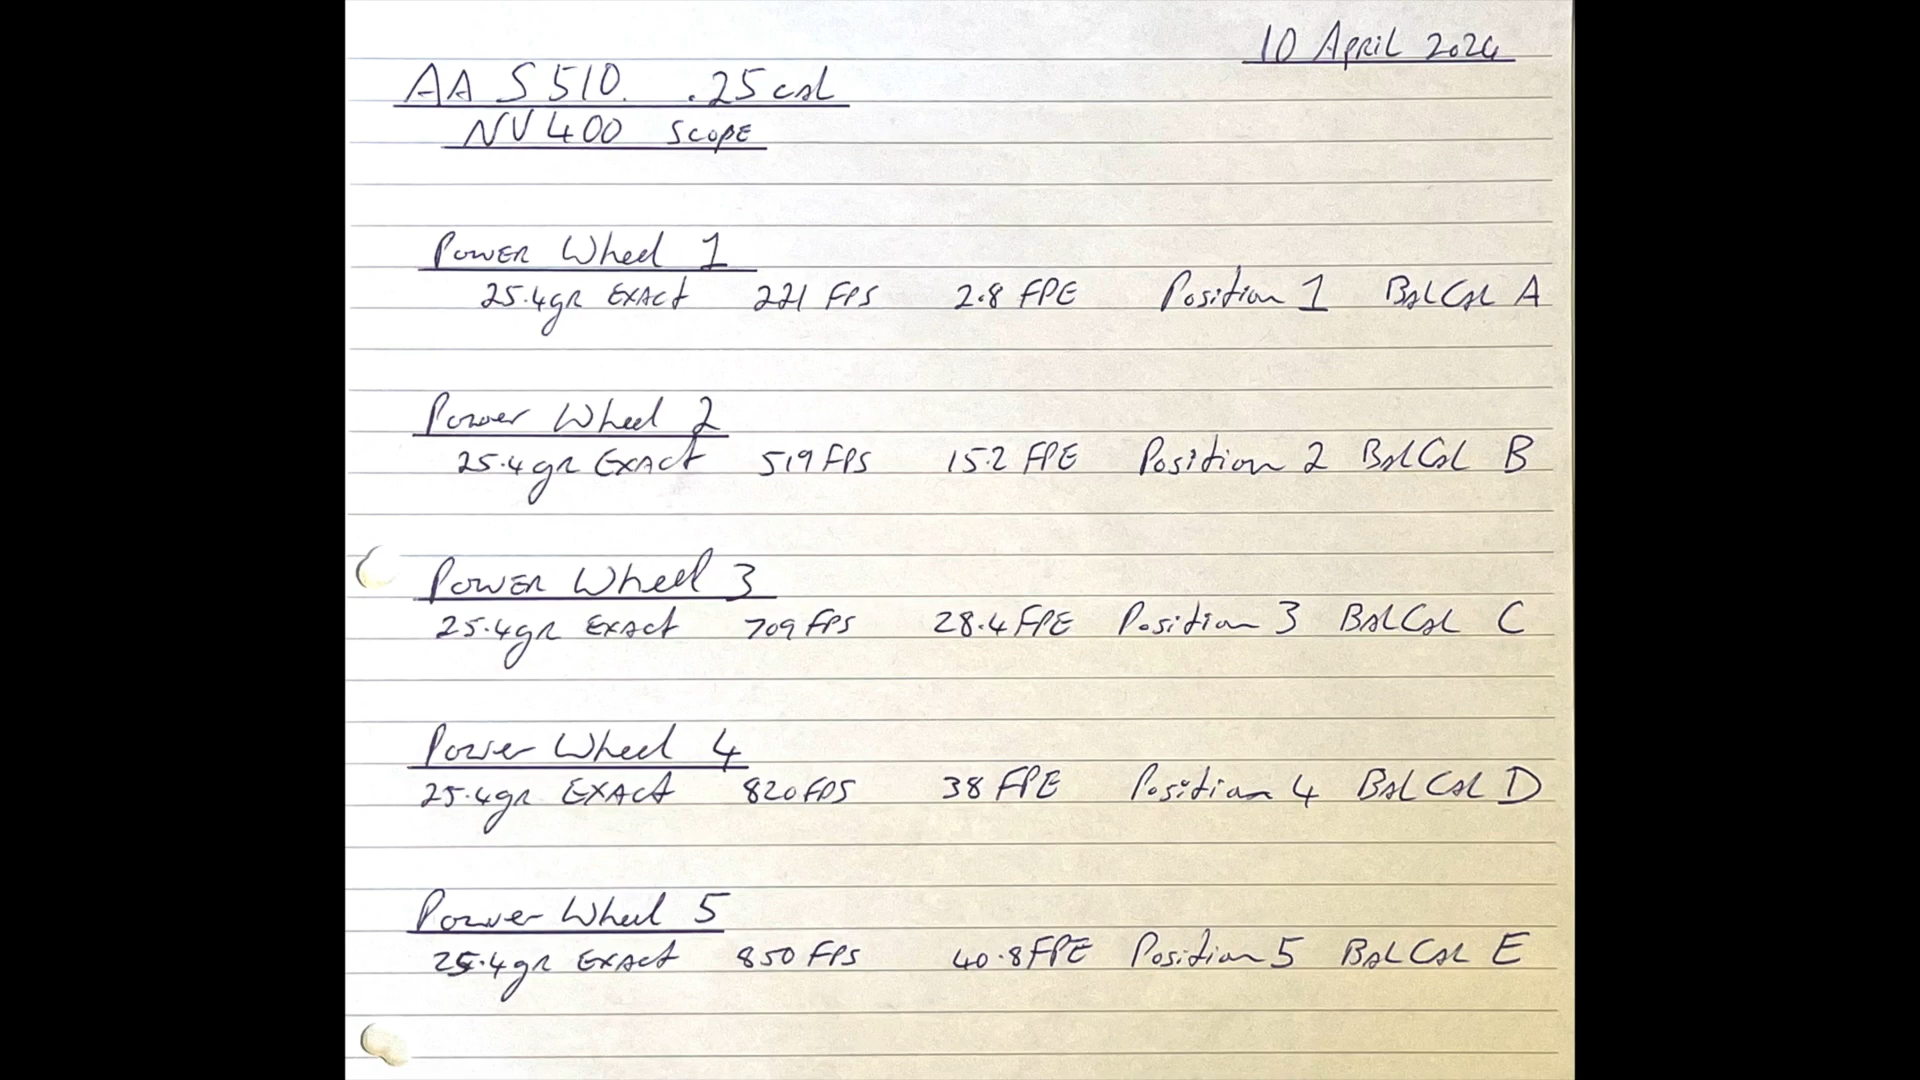 10 April 2024
AA S510. .25 cal
NV400 SCOPE
POWER Wheel 1
25.4gr EXAct 221 FPS 2.8 FPE Position 1 BalCal A
Power Wheel 2
25.4gr EXAct 519 FPS 15.2 FPE Position 2 BalCal B
POWER Wheel 3
25.4gr EXAct 709 FPS 28.4 FPE Position 3 BalCal C
Power Wheel 4
25.4gr EXAct 820 FPS 38 FPE Position 4 BalCal D
Power Wheel 5
25.4gr EXAct 850 FPS 40.8 FPE Position 5 BalCal E